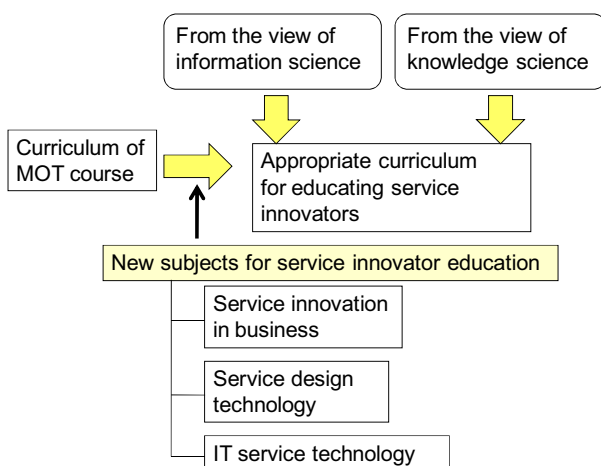 From the view of
information science
From the view of
knowledge science
Curriculum of
MOT course
Appropriate curriculum
for educating service
innovators
New subjects for service innovator education
Service innovation
in business
Service design
technology
IT service technology